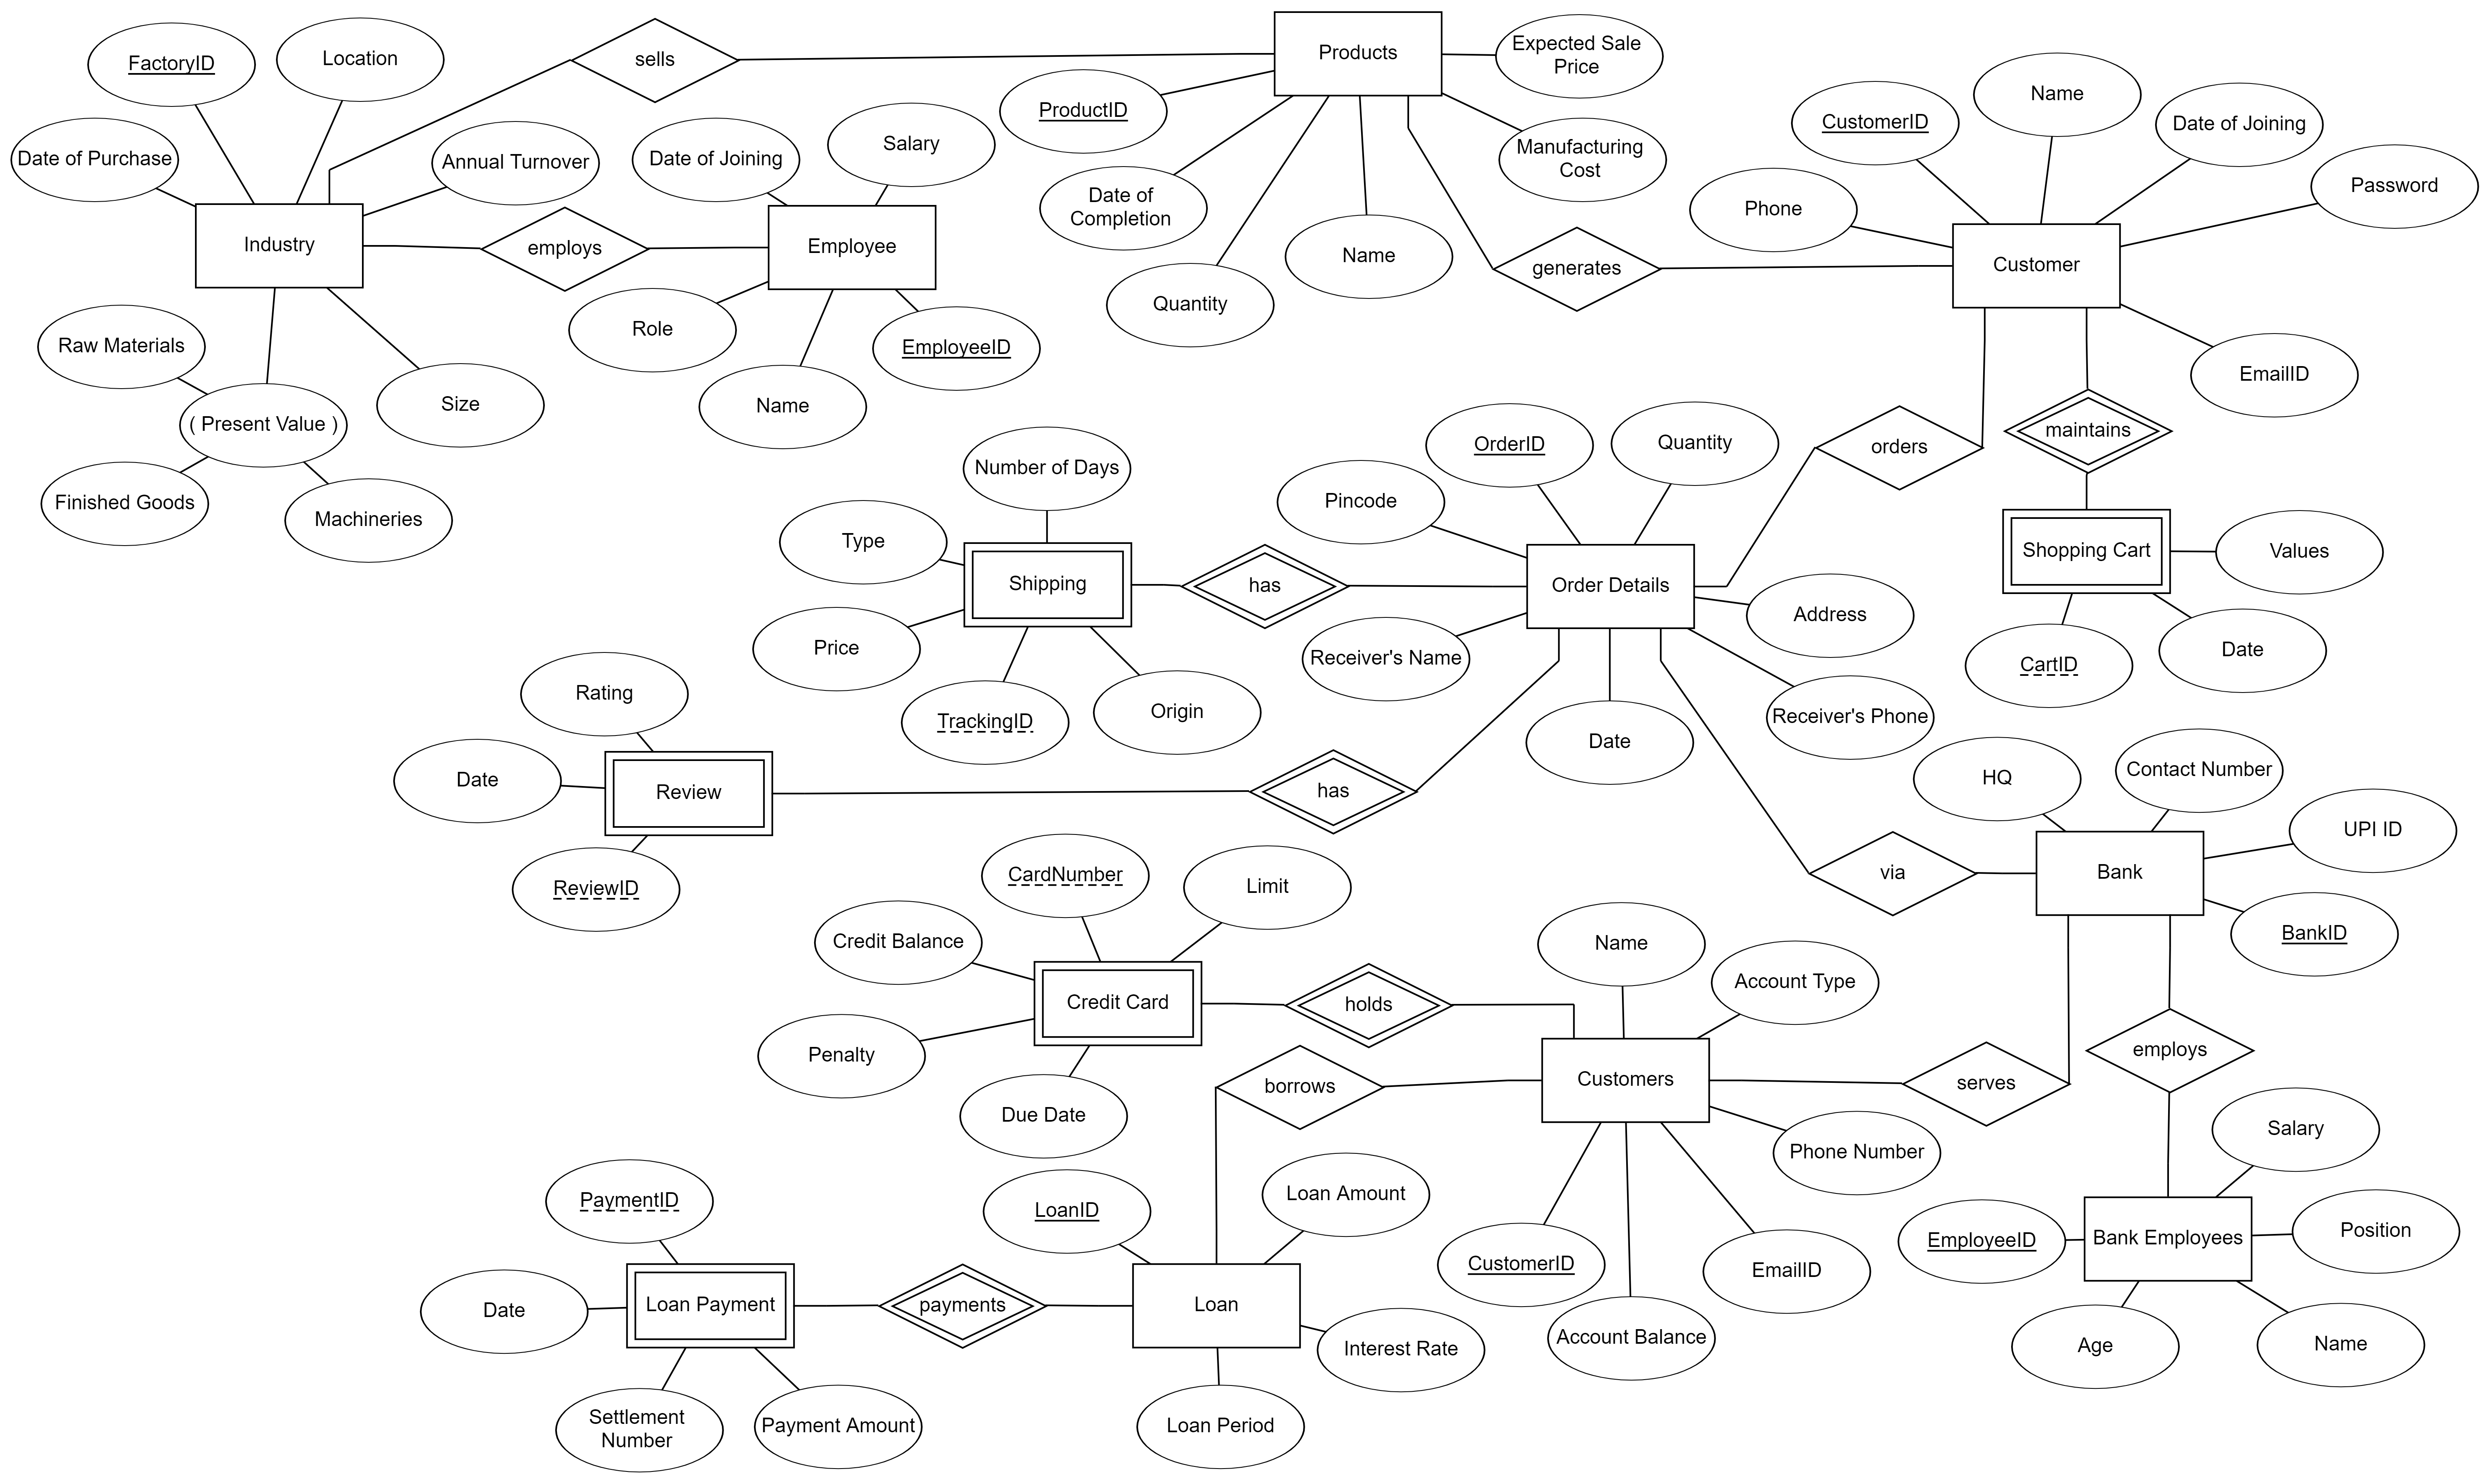 FactoryID
Location
sells
Products
Expected Sale
Price
Date of Purchase
Annual Turnover
Industry
employs
Date of Joining
Salary
Employee
Role
Name
EmployeeID
ProductID
Date of
Completion
Quantity
Name
Manufacturing
Cost
generates
CustomerID
Name
Date of Joining
Password
Phone
Customer
EmailID
Raw Materials
( Present Value )
Size
Finished Goods
Machineries
orders
maintains
Shopping Cart
Values
CartID
Date
Number of Days
Type
Shipping
Price
TrackingID
Origin
has
Pincode
OrderID
Quantity
Order Details
Address
Receiver's Name
Date
Receiver's Phone
Rating
Date
Review
ReviewID
has
via
HQ
Contact Number
UPI ID
Bank
BankID
CardNumber
Limit
Credit Balance
Credit Card
Penalty
Due Date
holds
Name
Account Type
Customers
borrows
serves
employs
Phone Number
CustomerID
Account Balance
EmailID
Salary
Position
EmployeeID
Bank Employees
Age
Name
PaymentID
Date
Loan Payment
payments
Settlement
Number
Payment Amount
LoanID
Loan Amount
Loan
Interest Rate
Loan Period